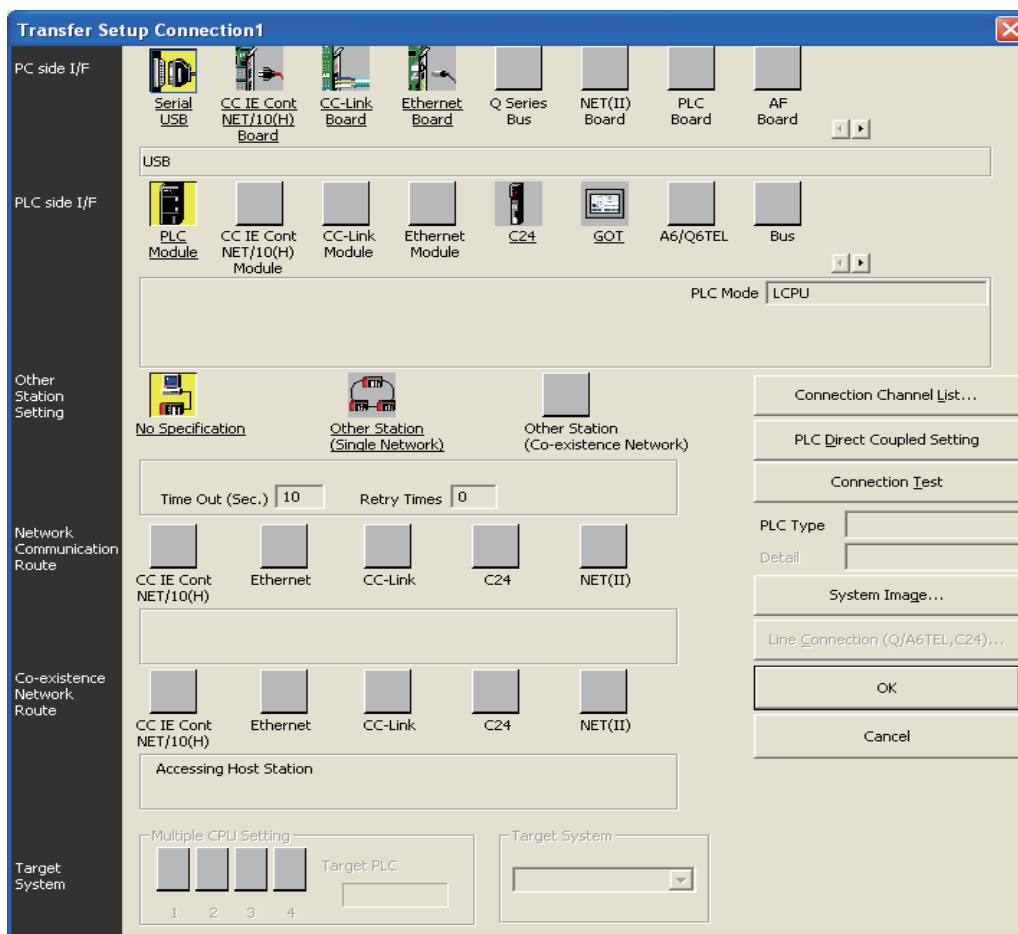 Transfer Setup Connection1
PC side I/F
Serial USB
CC IE Cont NET/10(H) Board
CC-Link Board
Ethernet Board
Q Series Bus
NET(II) Board
PLC Board
AF Board
USB
PLC side I/F
PLC Module
CC IE Cont NET/10(H) Module
CC-Link Module
Ethernet Module
C24
GOT
A6/Q6TEL
Bus
PLC Mode LCPU
Other Station Setting
No Specification
Other Station (Single Network)
Other Station (Co-existence Network)
Time Out (Sec.) 10 Retry Times 0
Connection Channel List...
PLC Direct Coupled Setting
Connection Test
PLC Type
Detail
System Image...
Line Connection (Q/A6TEL,C24)...
OK
Cancel
Network Communication Route
CC IE Cont NET/10(H)
Ethernet
CC-Link
C24
NET(II)
Co-existence Network Route
CC IE Cont NET/10(H)
Ethernet
CC-Link
C24
NET(II)
Accessing Host Station
Target System
Multiple CPU Setting
1 2 3 4
Target PLC
Target System